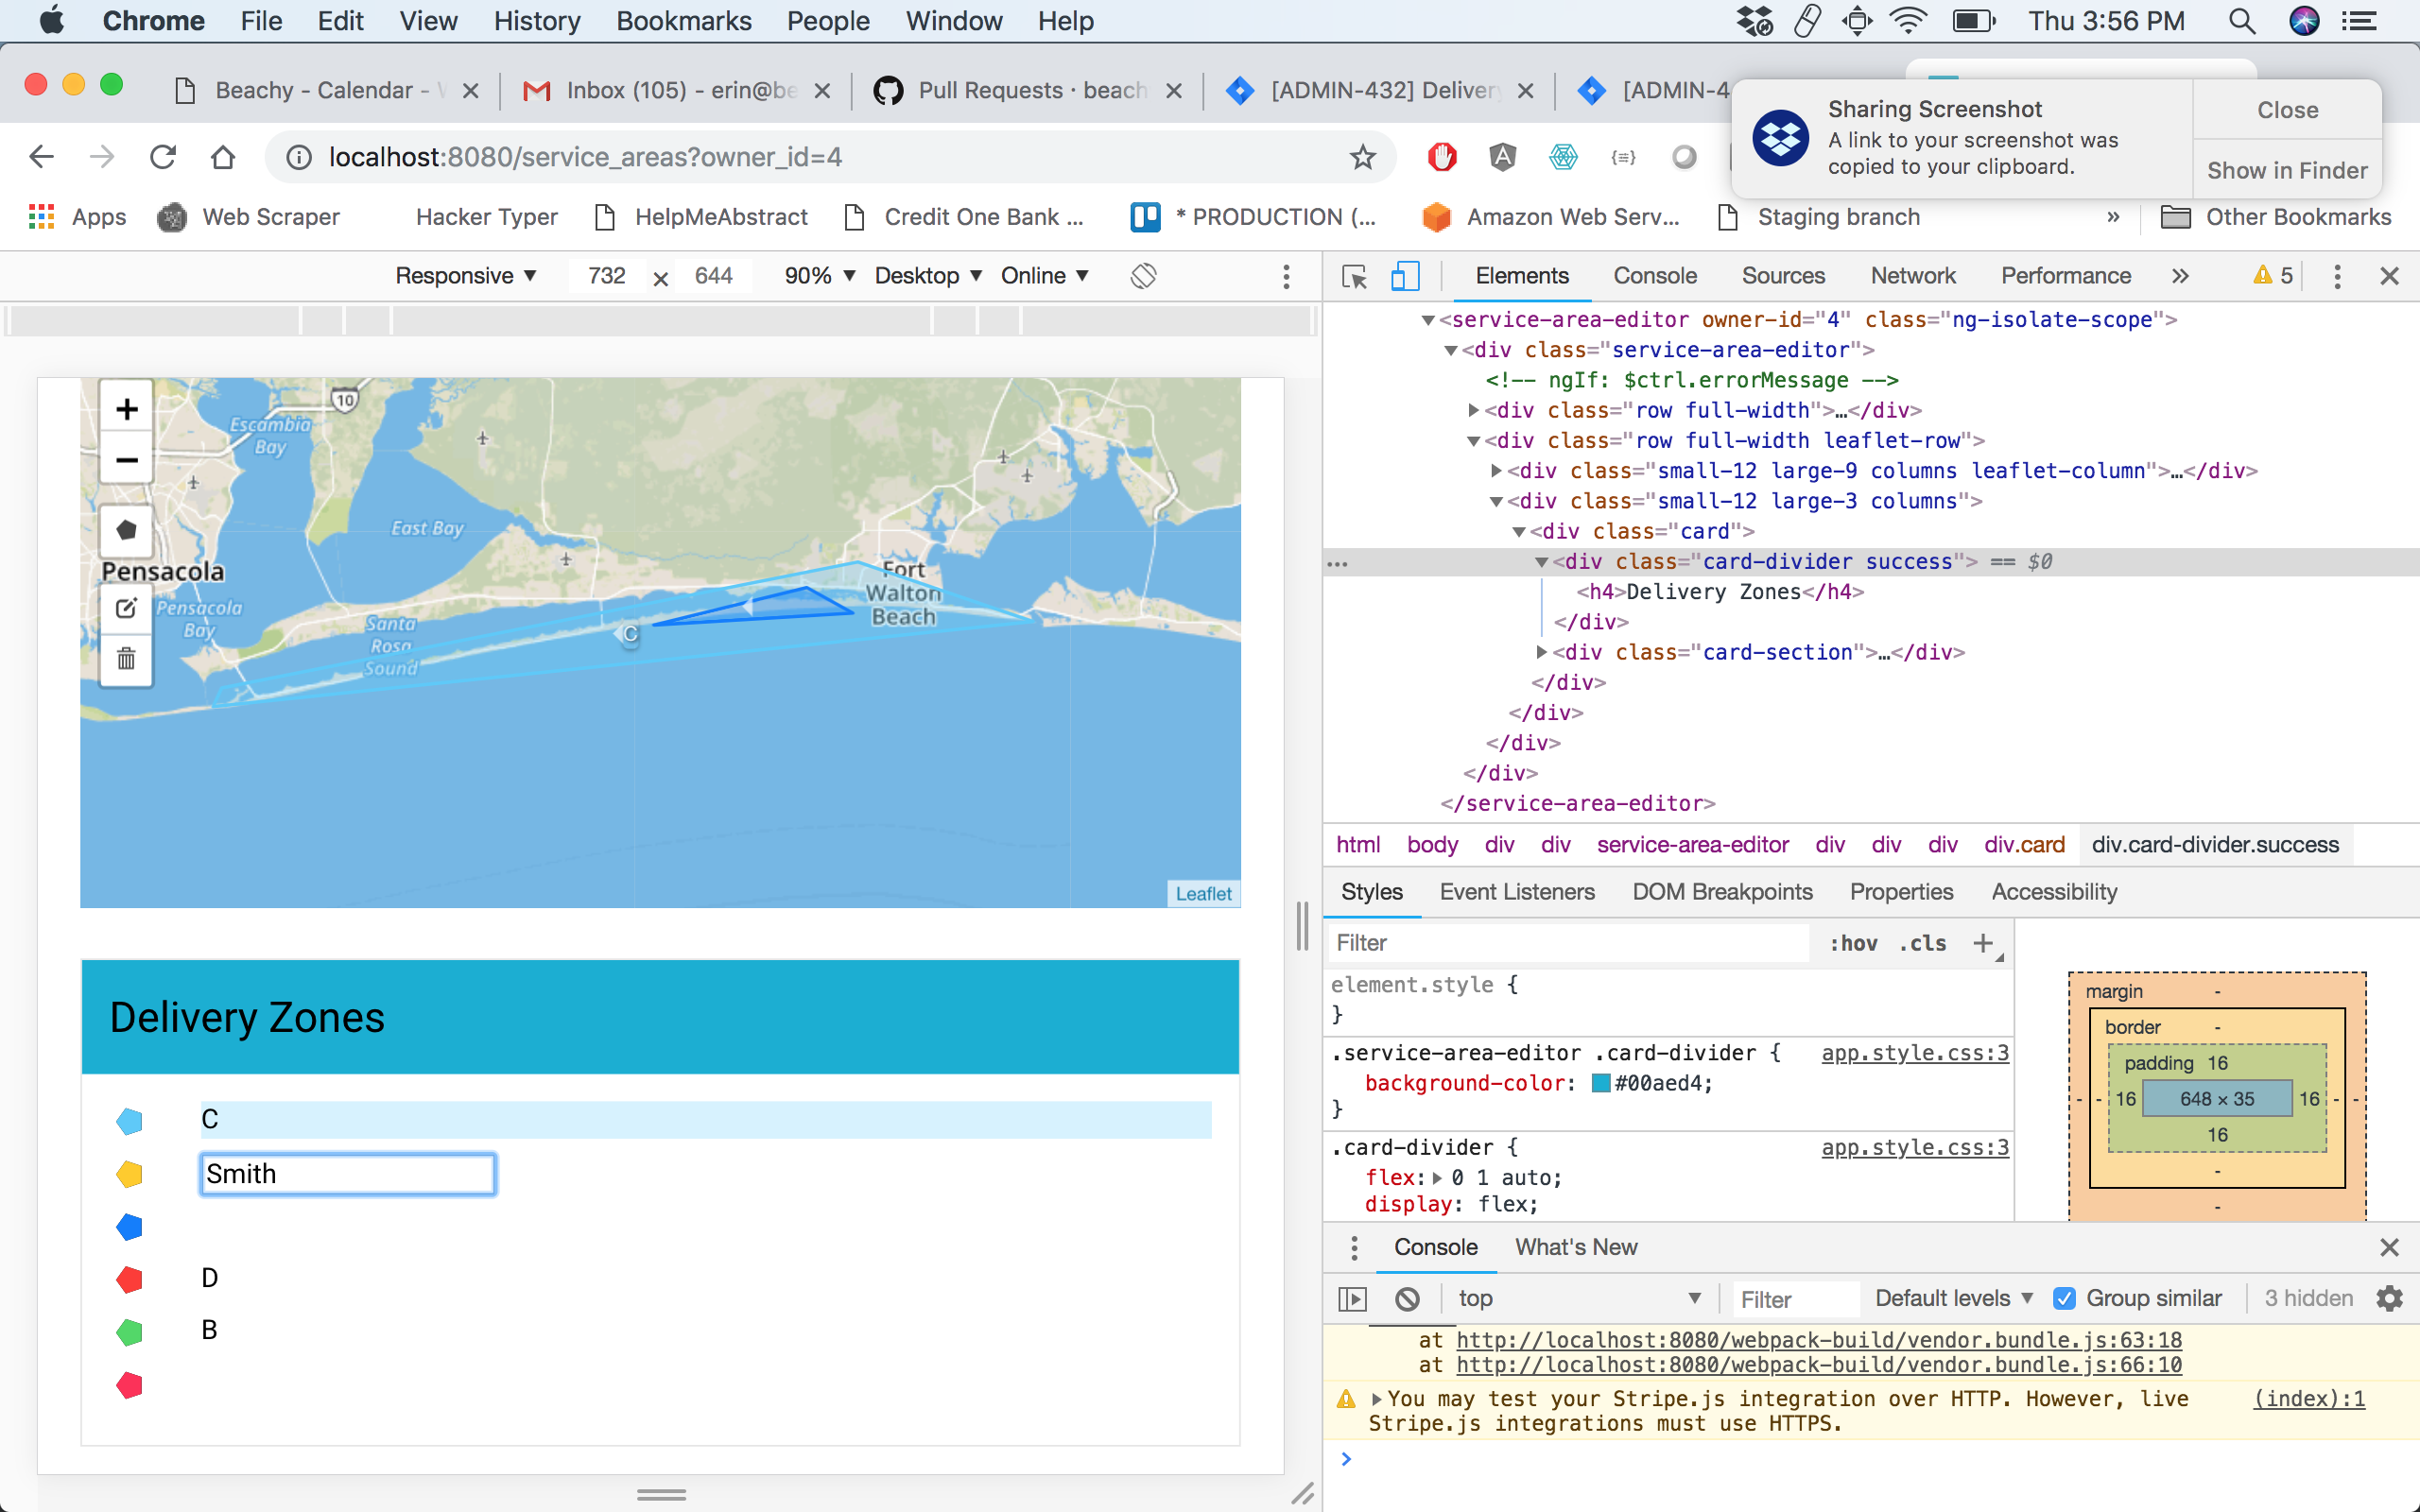 Chrome File Edit View History Bookmarks People Window Help Thu 3:56 PM
Beachy - Calendar - Inbox (105) - erin@be Pull Requests · beach [ADMIN-432] Delivery [ADMIN-4
Sharing Screenshot
A link to your screenshot was
copied to your clipboard.
Close
Show in Finder
localhost:8080/service_areas?owner_id=4
Apps Web Scraper Hacker Typer HelpMeAbstract Credit One Bank ... * PRODUCTION (... Amazon Web Serv... Staging branch » Other Bookmarks
Responsive 732 × 644 90% Desktop Online
10
Escambia
Bay
East Bay
Pensacola
Pensacola
Bay
Santa
Rosa
Sound
Fort
Walton
Beach
C
+
−
Leaflet
Delivery Zones
C
Smith
D
B
Elements Console Sources Network Performance » 5
<service-area-editor owner-id="4" class="ng-isolate-scope">
<div class="service-area-editor">
<!-- ngIf: $ctrl.errorMessage -->
<div class="row full-width">…</div>
<div class="row full-width leaflet-row">
<div class="small-12 large-9 columns leaflet-column">…</div>
<div class="small-12 large-3 columns">
<div class="card">
… <div class="card-divider success"> == $0
<h4>Delivery Zones</h4>
</div>
<div class="card-section">…</div>
</div>
</div>
</div>
</div>
</service-area-editor>
html body div div service-area-editor div div div div.card div.card-divider.success
Styles Event Listeners DOM Breakpoints Properties Accessibility
Filter :hov .cls +
element.style {
}
.service-area-editor .card-divider { app.style.css:3
background-color: #00aed4;
}
.card-divider { app.style.css:3
flex: 0 1 auto;
display: flex;
margin -
border -
padding 16
- - 16 648 × 35 16 - -
16
-
-
Console What's New
top Filter Default levels Group similar 3 hidden
at http://localhost:8080/webpack-build/vendor.bundle.js:63:18
at http://localhost:8080/webpack-build/vendor.bundle.js:66:10
You may test your Stripe.js integration over HTTP. However, live (index):1
Stripe.js integrations must use HTTPS.